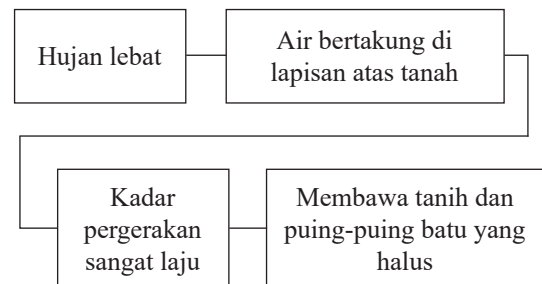 Hujan lebat
Air bertakung di
lapisan atas tanah
Kadar
pergerakan
sangat laju
Membawa tanih dan
puing-puing batu yang
halus